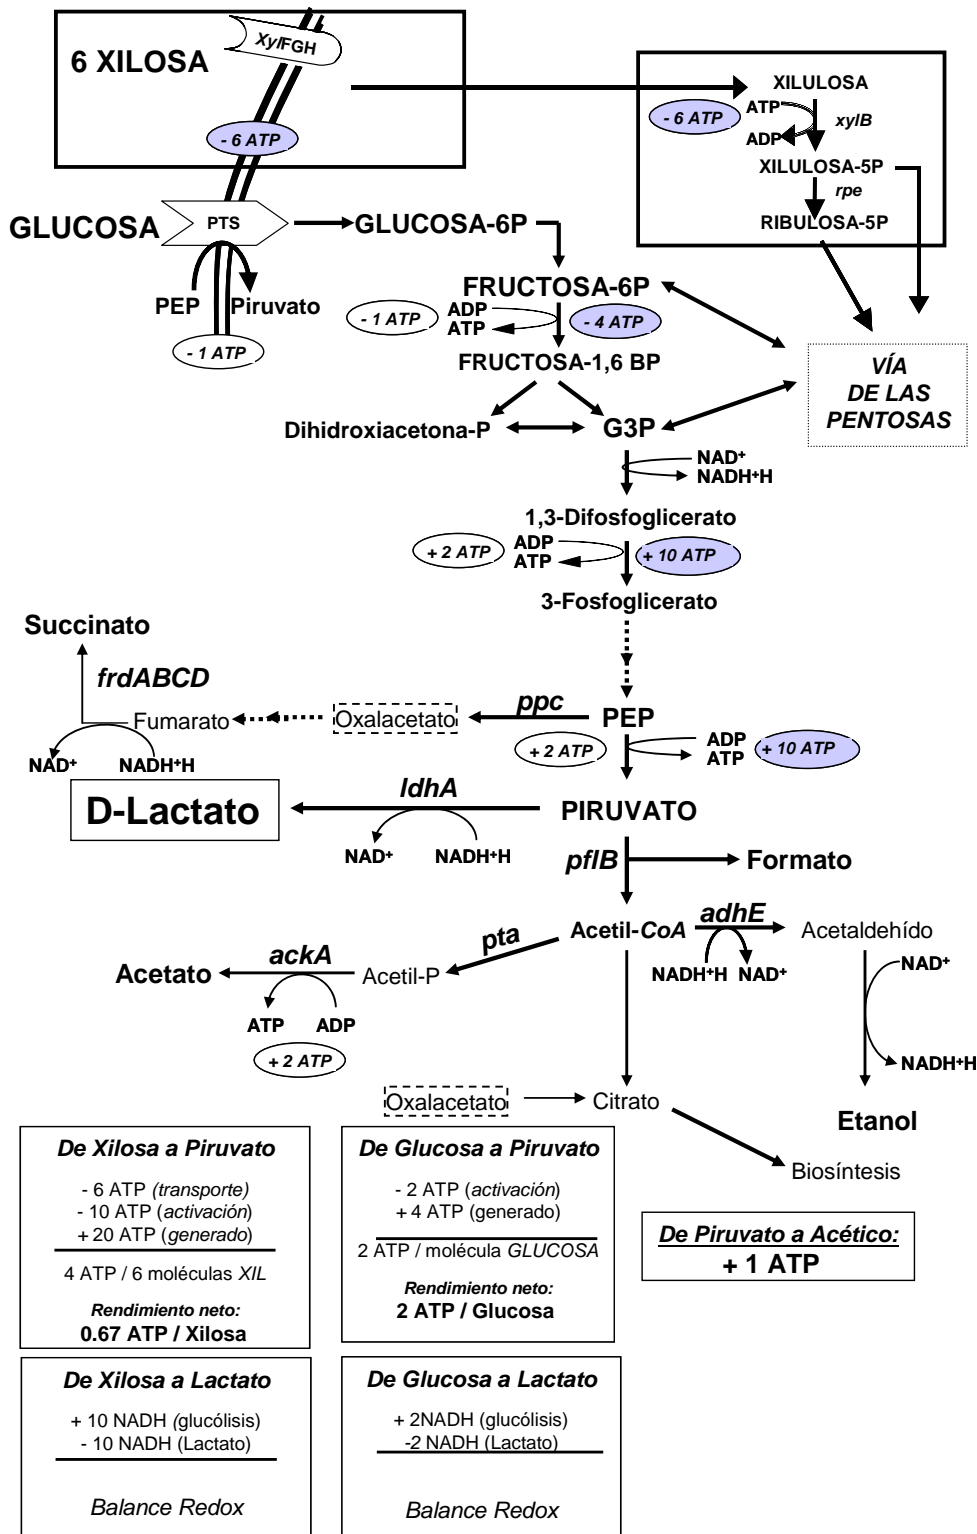 XylFGH
6 XILOSA
- 6 ATP
XILULOSA
ATP
- 6 ATP
xylB
ADP
XILULOSA-5P
rpe
RIBULOSA-5P
GLUCOSA
PTS
GLUCOSA-6P
PEP
Piruvato
- 1 ATP
FRUCTOSA-6P
- 1 ATP
ADP
ATP
- 4 ATP
FRUCTOSA-1,6 BP
VÍA
DE LAS
PENTOSAS
Dihidroxiacetona-P
G3P
NAD⁺
NADH⁺H
1,3-Difosfoglicerato
+ 2 ATP
ADP
ATP
+ 10 ATP
3-Fosfoglicerato
Succinato
frdABCD
Fumarato
NAD⁺
NADH⁺H
Oxalacetato
ppc
PEP
+ 2 ATP
ADP
ATP
+ 10 ATP
D-Lactato
ldhA
NAD⁺
NADH⁺H
PIRUVATO
pflB
Formato
Acetil-CoA
adhE
Acetaldehído
NADH⁺H
NAD⁺
NAD⁺
NADH⁺H
Etanol
pta
Acetil-P
ackA
Acetato
ATP
ADP
+ 2 ATP
Oxalacetato
Citrato
Biosíntesis
De Xilosa a Piruvato
- 6 ATP (transporte)
- 10 ATP (activación)
+ 20 ATP (generado)
4 ATP / 6 moléculas XIL
Rendimiento neto:
0.67 ATP / Xilosa
De Glucosa a Piruvato
- 2 ATP (activación)
+ 4 ATP (generado)
2 ATP / molécula GLUCOSA
Rendimiento neto:
2 ATP / Glucosa
De Piruvato a Acético:
+ 1 ATP
De Xilosa a Lactato
+ 10 NADH (glucólisis)
- 10 NADH (Lactato)
Balance Redox
De Glucosa a Lactato
+ 2NADH (glucólisis)
-2 NADH (Lactato)
Balance Redox